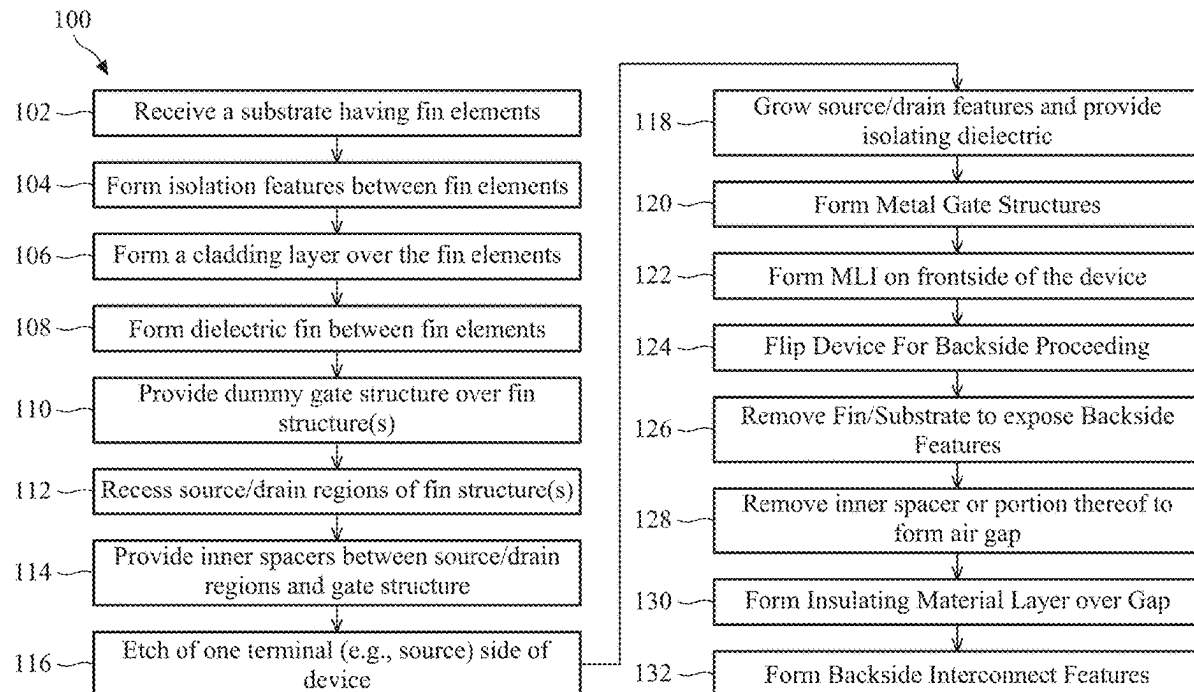 100
102
Receive a substrate having fin elements
104
Form isolation features between fin elements
106
Form a cladding layer over the fin elements
108
Form dielectric fin between fin elements
110
Provide dummy gate structure over fin
structure(s)
112
Recess source/drain regions of fin structure(s)
114
Provide inner spacers between source/drain
regions and gate structure
116
Etch of one terminal (e.g., source) side of
device
118
Grow source/drain features and provide
isolating dielectric
120
Form Metal Gate Structures
122
Form MLI on frontside of the device
124
Flip Device For Backside Proceeding
126
Remove Fin/Substrate to expose Backside
Features
128
Remove inner spacer or portion thereof to
form air gap
130
Form Insulating Material Layer over Gap
132
Form Backside Interconnect Features